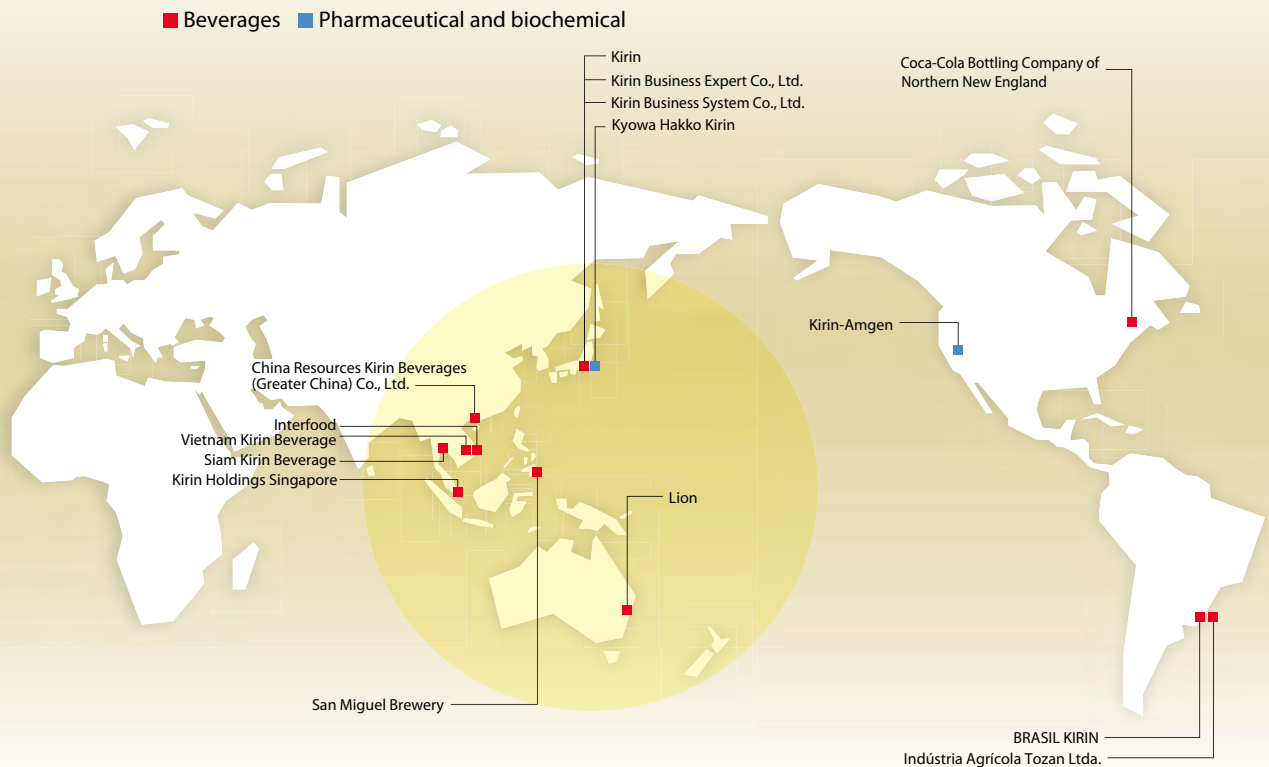 Beverages Pharmaceutical and biochemical
Kirin
Kirin Business Expert Co., Ltd.
Kirin Business System Co., Ltd.
Kyowa Hakko Kirin
Coca-Cola Bottling Company of
Northern New England
Kirin-Amgen
China Resources Kirin Beverages
(Greater China) Co., Ltd.
Interfood
Vietnam Kirin Beverage
Siam Kirin Beverage
Kirin Holdings Singapore
Lion
San Miguel Brewery
BRASIL KIRIN
Indústria Agrícola Tozan Ltda.